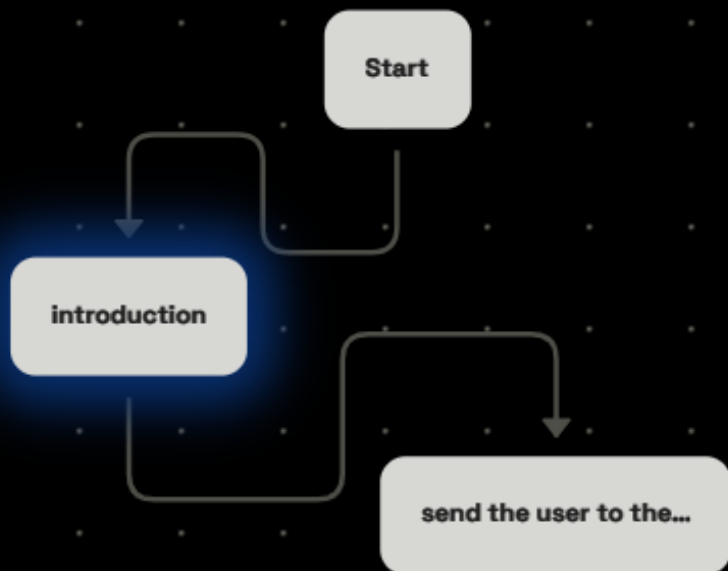 Start
introduction
send the user to the...